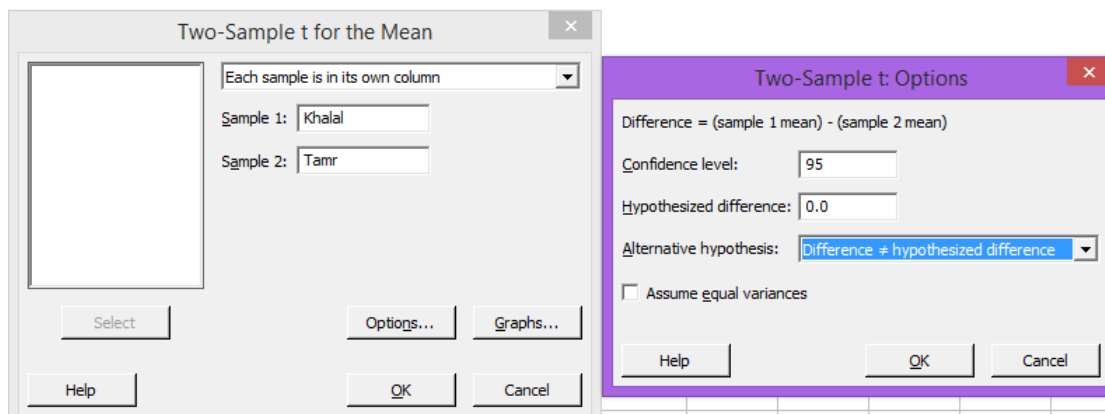 Two-Sample t for the Mean
Each sample is in its own column
Sample 1: Khalal
Sample 2: Tamr
Select
Options...
Graphs...
Help
OK
Cancel
Two-Sample t: Options
Difference = (sample 1 mean) - (sample 2 mean)
Confidence level: 95
Hypothesized difference: 0.0
Alternative hypothesis: Difference ≠ hypothesized difference
Assume equal variances
Help
OK
Cancel